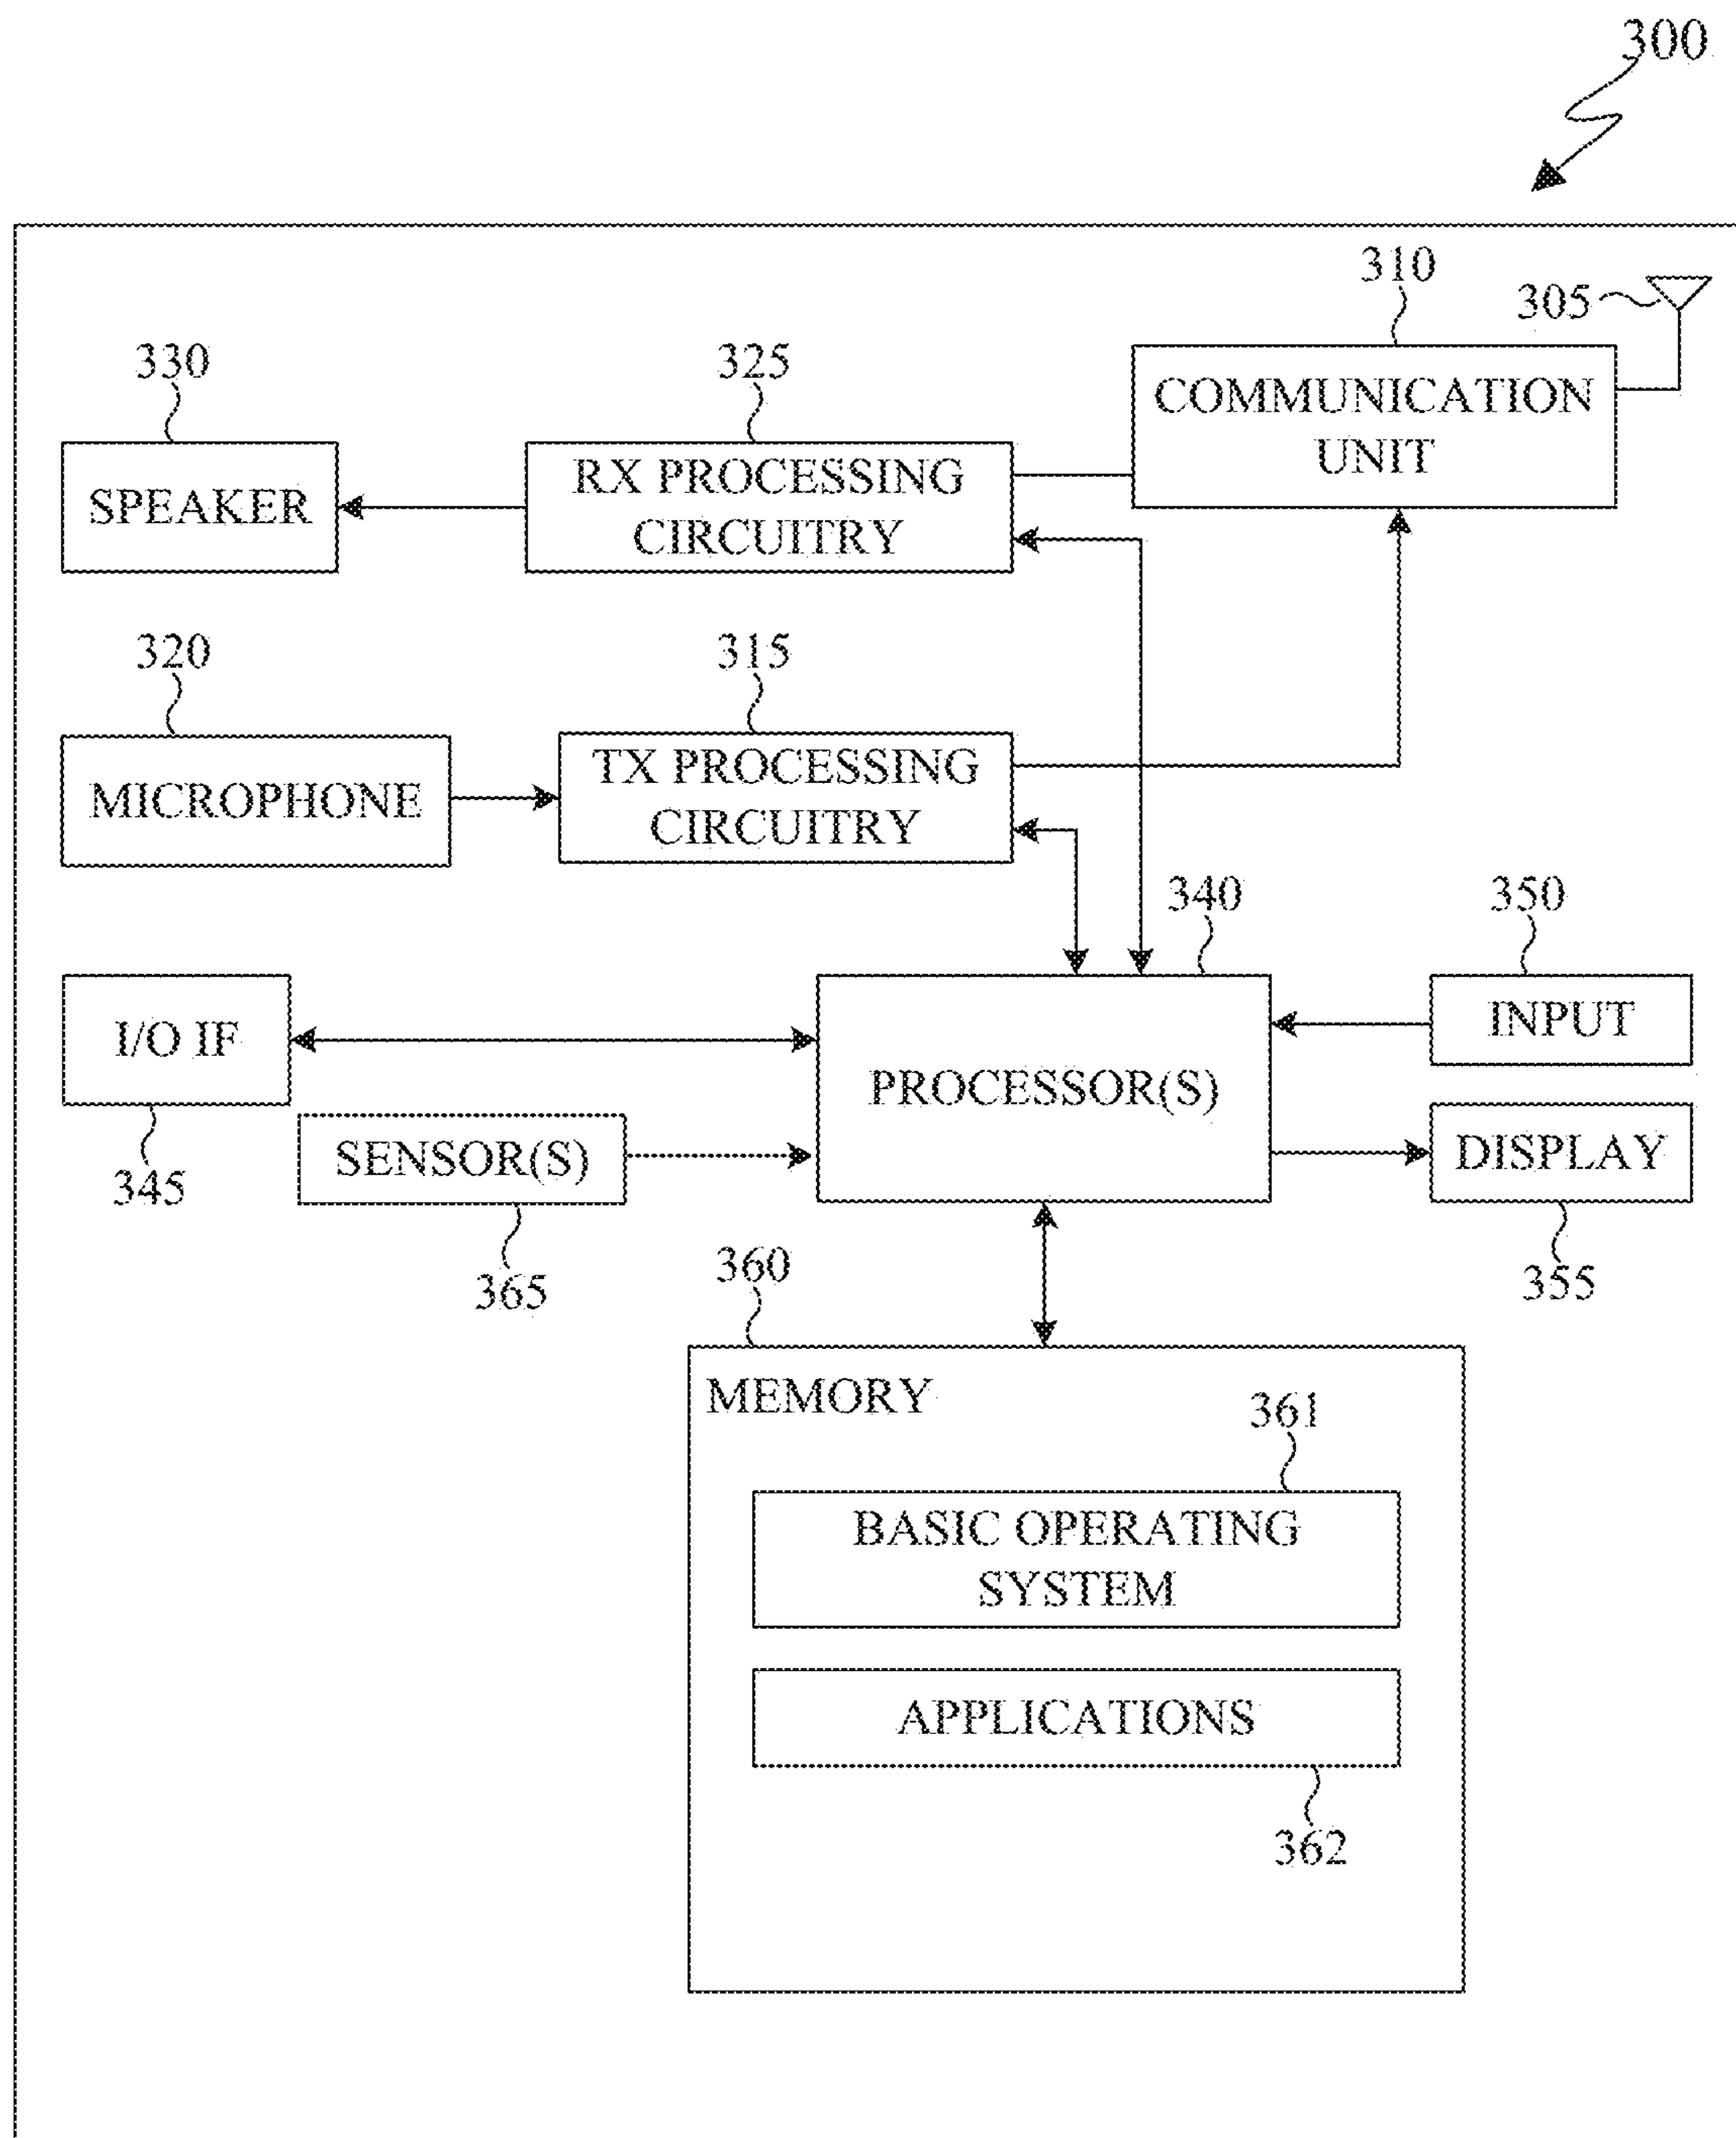 300
310
305
330
325
COMMUNICATION
UNIT
SPEAKER
RX PROCESSING
CIRCUITRY
320
315
MICROPHONE
TX PROCESSING
CIRCUITRY
340
350
I/O IF
PROCESSOR(S)
INPUT
SENSOR(S)
DISPLAY
345
365
360
355
MEMORY
361
BASIC OPERATING
SYSTEM
APPLICATIONS
362